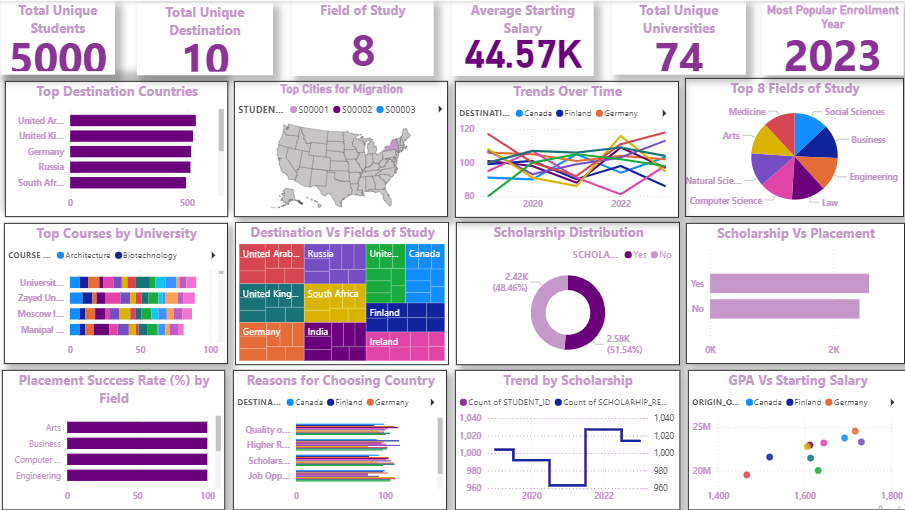 Total Unique
Students
5000
Total Unique
Destination
10
Field of Study
8
Average Starting
Salary
44.57K
Total Unique
Universities
74
Most Popular Enrollment
Year
2023
Top Destination Countries
United Ar...
United Ki...
Germany
Russia
South Afr...
0
500
Top Cities for Migration
STUDEN...
S00001
S00002
S00003
Trends Over Time
DESTINATI...
Canada
Finland
Germany
120
100
80
2020
2022
Top 8 Fields of Study
Medicine
Social Sciences
Arts
Business
Natural Scie...
Engineering
Computer Science
Law
Top Courses by University
COURSE ...
Architecture
Biotechnology
Universit...
Zayed Un...
Moscow I...
Manipal ...
0
50
100
Destination Vs Fields of Study
United Arab...
Russia
Unite...
Canada
United King...
South Africa
Finland
Germany
India
Ireland
Scholarship Distribution
SCHOLA...
Yes
No
2.42K
(48.46%)
2.58K
(51.54%)
Scholarship Vs Placement
Yes
No
0K
2K
Placement Success Rate (%) by
Field
Arts
Business
Computer ...
Engineering
0
50
100
Reasons for Choosing Country
DESTINA...
Canada
Finland
Germany
Quality o...
Higher R...
Scholars...
Job Opp...
0
100
Trend by Scholarship
Count of STUDENT_ID
Count of SCHOLARHIP_RE...
1,040
1,020
1,000
980
960
1,040
1,020
1,000
960
2020
2022
GPA Vs Starting Salary
ORIGIN_O...
Canada
Finland
Germany
25M
20M
1,400
1,600
1,800